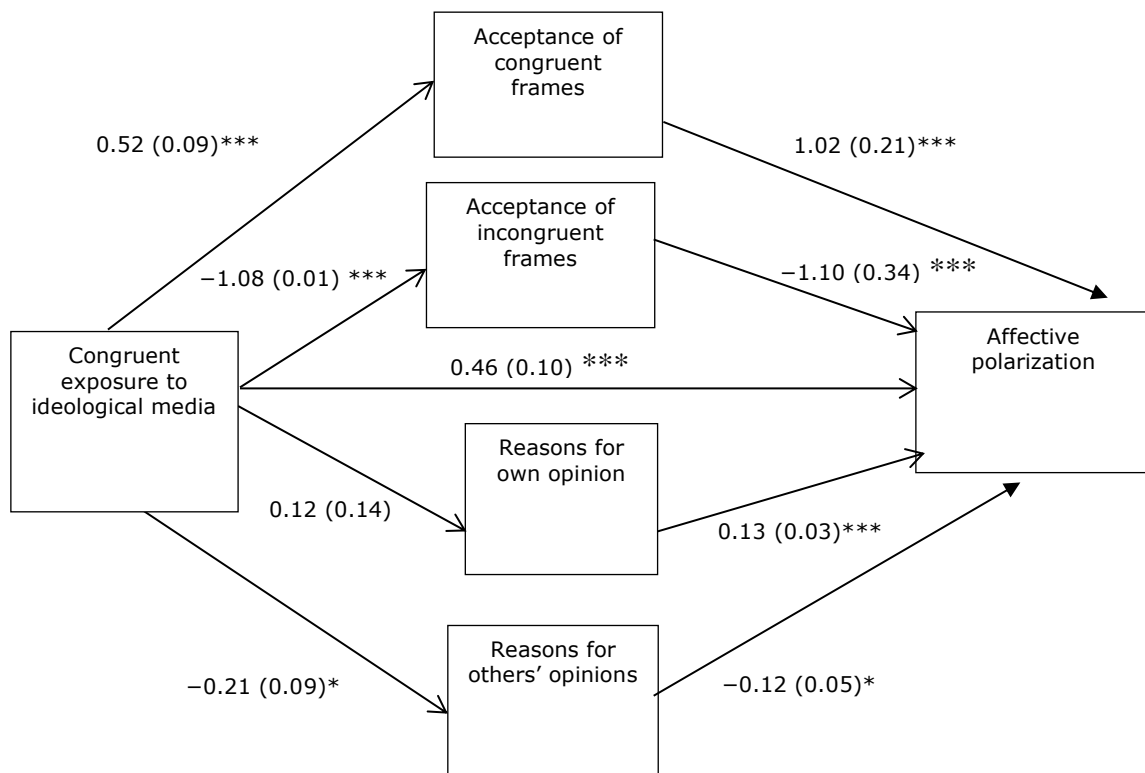 Acceptance of
congruent
frames
0.52 (0.09)***
1.02 (0.21)***
Acceptance of
incongruent
frames
−1.08 (0.01) ***
−1.10 (0.34) ***
Congruent
exposure to
ideological media
0.46 (0.10) ***
Affective
polarization
Reasons for
own opinion
0.12 (0.14)
0.13 (0.03)***
Reasons for
others’ opinions
−0.21 (0.09)*
−0.12 (0.05)*